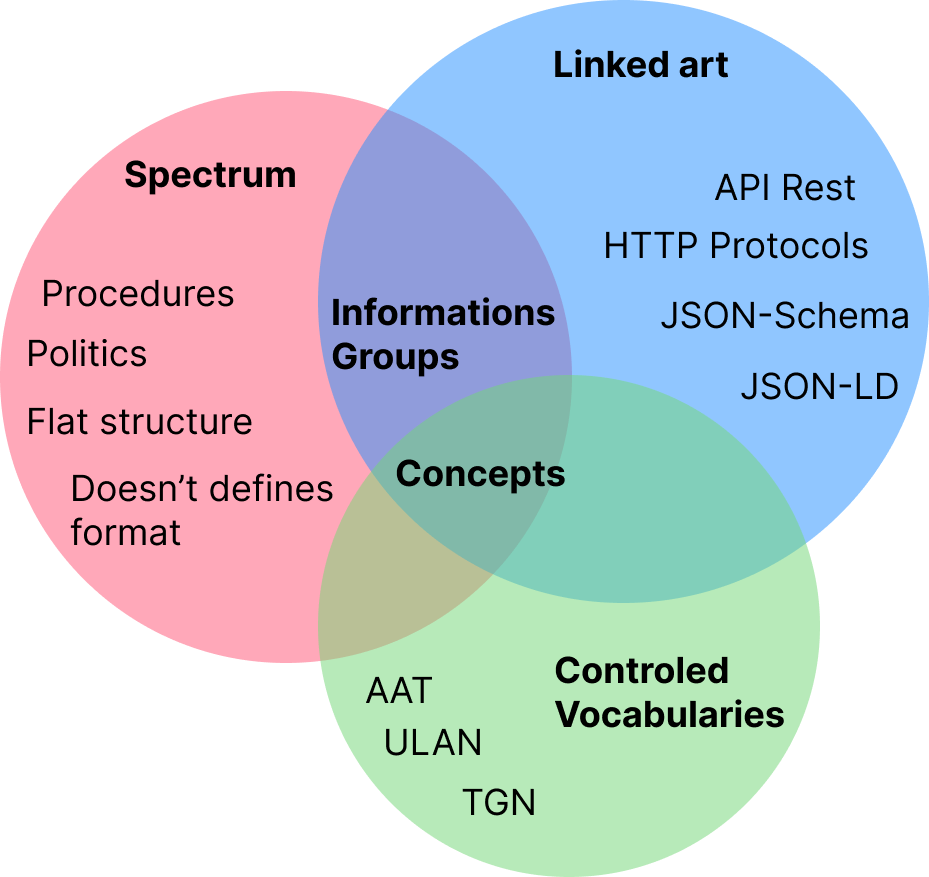 Linked art
Spectrum
API Rest
HTTP Protocols
Procedures
Informations
Groups
JSON-Schema
Politics
JSON-LD
Flat structure
Concepts
Doesn’t defines
format
Controled
Vocabularies
AAT
ULAN
TGN